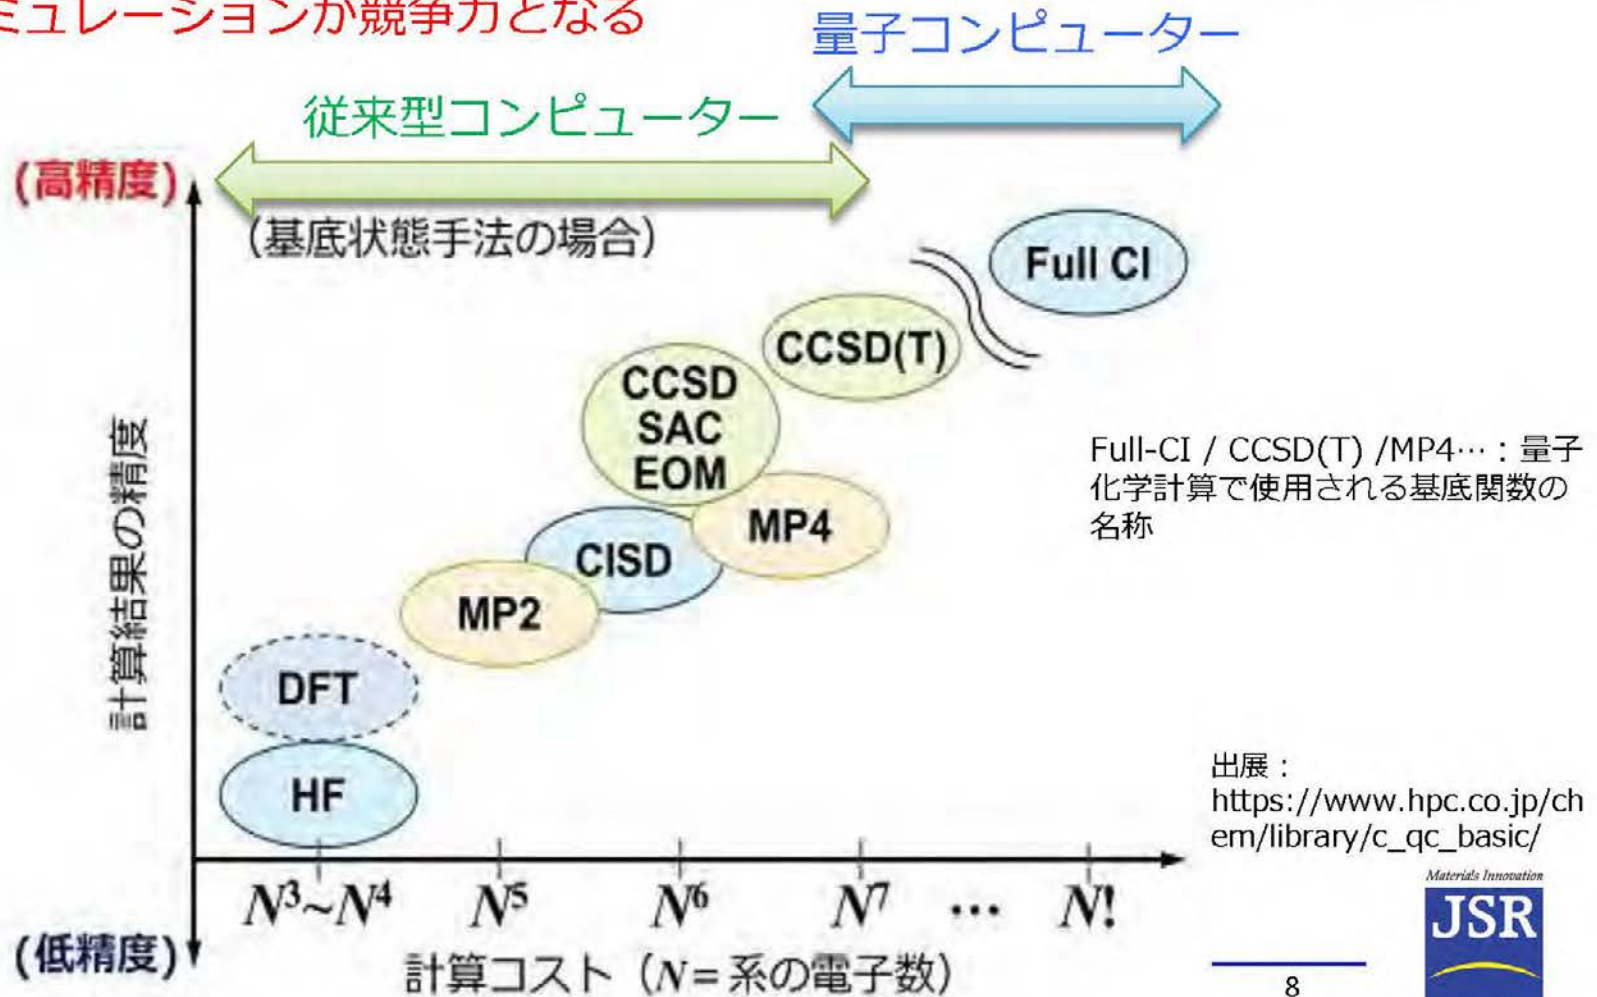 ミュレーションが競争力となる
量子コンピューター
従来型コンピューター
(高精度)
(基底状態手法の場合)
Full CI
CCSD(T)
CCSD
SAC
EOM
MP4
CISD
MP2
DFT
HF
計算結果の精度
Full-CI / CCSD(T) /MP4…：量子
化学計算で使用される基底関数の
名称
出展：
https://www.hpc.co.jp/ch
em/library/c_qc_basic/
N³~N⁴ N⁵ N⁶ N⁷ … N!
(低精度)
計算コスト（N=系の電子数）
Materials Innovation
JSR
8